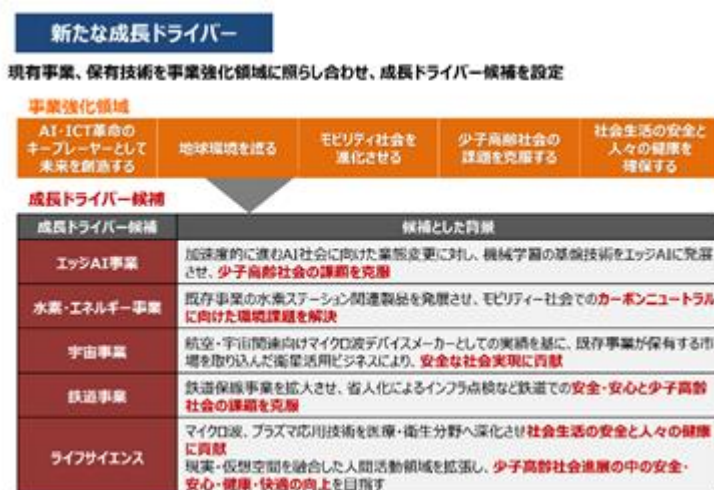 新たな成長ドライバー
現有事業、保有技術を事業強化領域に照らし合わせ、成長ドライバー候補を設定
事業強化領域
AI・ICT革命の
キープレーヤーとして
未来を創造する
地球環境を護る
モビリティ社会を
進化させる
少子高齢社会の
課題を克服する
社会生活の安全と
人々の健康を
確保する
成長ドライバー候補
成長ドライバー候補
候補とした背景
エッジAI事業
加速度的に進むAI社会に向けた業態変更に対し、機械学習の基盤技術をエッジAIに発展
させ、少子高齢社会の課題を克服
水素・エネルギー事業
既存事業の水素ステーション関連製品を発展させ、モビリティー社会でのカーボンニュートラル
に向けた環境課題を解決
宇宙事業
航空・宇宙関連向けマイクロ波デバイスメーカーとしての実績を基に、既存事業が保有する市
場を取り込んだ衛星活用ビジネスにより、安全な社会実現に貢献
鉄道事業
鉄道保線事業を拡大させ、省人化によるインフラ点検など鉄道での安全・安心と少子高齢
社会の課題を克服
ライフサイエンス
マイクロ波、プラズマ応用技術を医療・衛生分野へ深化させ社会生活の安全と人々の健康
に貢献
現実・仮想空間を融合した人間活動領域を拡張し、少子高齢社会進展の中の安全・
安心・健康・快適の向上を目指す